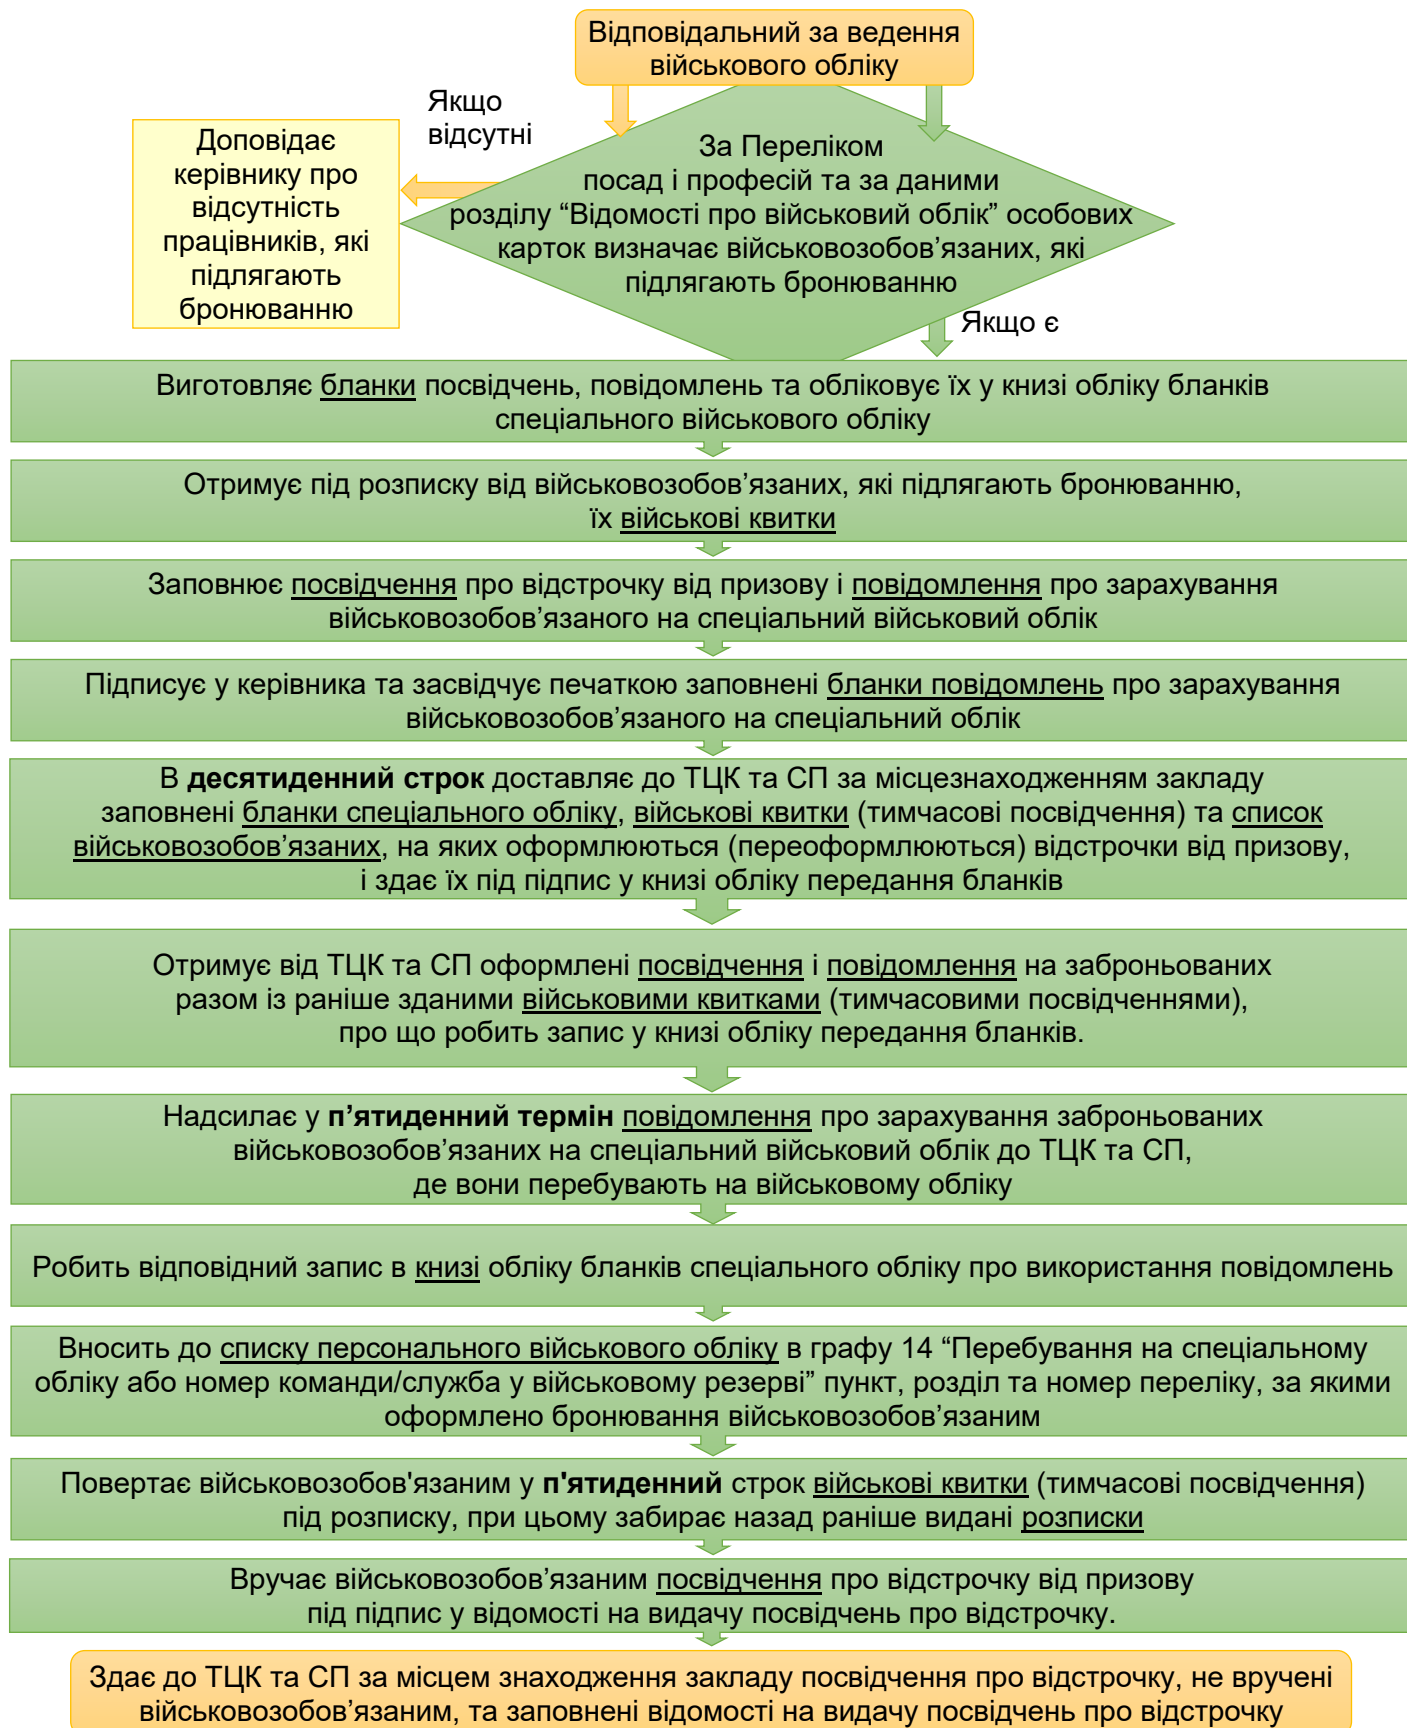 Відповідальний за ведення
військового обліку
Якщо
відсутні
Доповідає
керівнику про
відсутність
працівників, які
підлягають
бронюванню
За Переліком
посад і професій та за даними
розділу “Відомості про військовий облік” особових
карток визначає військовозобов’язаних, які
підлягають бронюванню
Якщо є
Виготовляє бланки посвідчень, повідомлень та обліковує їх у книзі обліку бланків
спеціального військового обліку
Отримує під розписку від військовозобов’язаних, які підлягають бронюванню,
їх військові квитки
Заповнює посвідчення про відстрочку від призову і повідомлення про зарахування
військовозобов’язаного на спеціальний військовий облік
Підписує у керівника та засвідчує печаткою заповнені бланки повідомлень про зарахування
військовозобов’язаного на спеціальний облік
В десятиденний строк доставляє до ТЦК та СП за місцезнаходженням закладу
заповнені бланки спеціального обліку, військові квитки (тимчасові посвідчення) та список
військовозобов’язаних, на яких оформлюються (переоформлюються) відстрочки від призову,
і здає їх під підпис у книзі обліку передання бланків
Отримує від ТЦК та СП оформлені посвідчення і повідомлення на заброньованих
разом із раніше зданими військовими квитками (тимчасовими посвідченнями),
про що робить запис у книзі обліку передання бланків.
Надсилає у п’ятиденний термін повідомлення про зарахування заброньованих
військовозобов’язаних на спеціальний військовий облік до ТЦК та СП,
де вони перебувають на військовому обліку
Робить відповідний запис в книзі обліку бланків спеціального обліку про використання повідомлень
Вносить до списку персонального військового обліку в графу 14 “Перебування на спеціальному
обліку або номер команди/служба у військовому резерві” пункт, розділ та номер переліку, за якими
оформлено бронювання військовозобов’язаним
Повертає військовозобов'язаним у п'ятиденний строк військові квитки (тимчасові посвідчення)
під розписку, при цьому забирає назад раніше видані розписки
Вручає військовозобов’язаним посвідчення про відстрочку від призову
під підпис у відомості на видачу посвідчень про відстрочку.
Здає до ТЦК та СП за місцем знаходження закладу посвідчення про відстрочку, не вручені
військовозобов’язаним, та заповнені відомості на видачу посвідчень про відстрочку